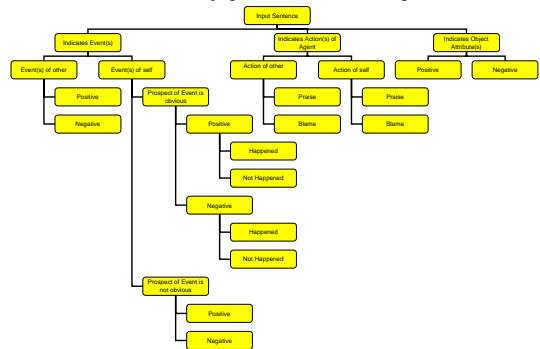 Input Sentence
Indicates Event(s)
Indicates Action(s) of
Agent
Indicates Object
Attribute(s)
Event(s) of other
Event(s) of self
Action of other
Action of self
Positive
Negative
Positive
Negative
Prospect of Event is
obvious
Praise
Blame
Praise
Blame
Positive
Happened
Not Happened
Negative
Happened
Not Happened
Prospect of Event is
not obvious
Positive
Negative